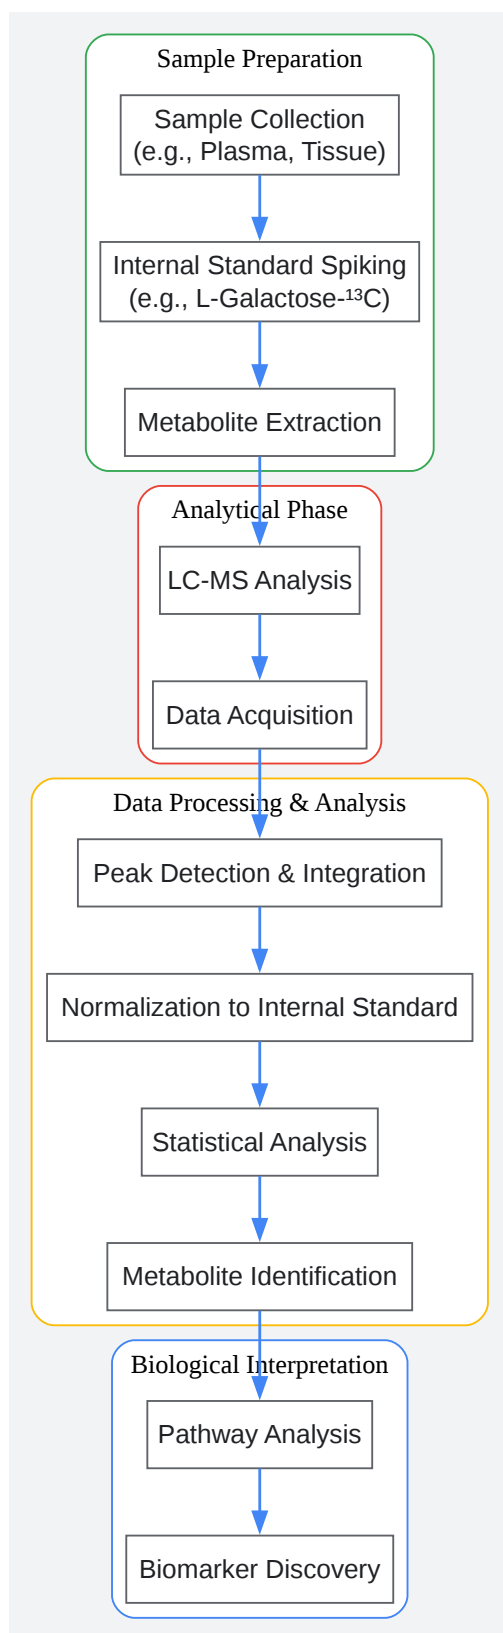 Sample Preparation
Sample Collection
(e.g., Plasma, Tissue)
Internal Standard Spiking
(e.g., L-Galactose-¹³C)
Metabolite Extraction
Analytical Phase
LC-MS Analysis
Data Acquisition
Data Processing & Analysis
Peak Detection & Integration
Normalization to Internal Standard
Statistical Analysis
Metabolite Identification
Biological Interpretation
Pathway Analysis
Biomarker Discovery